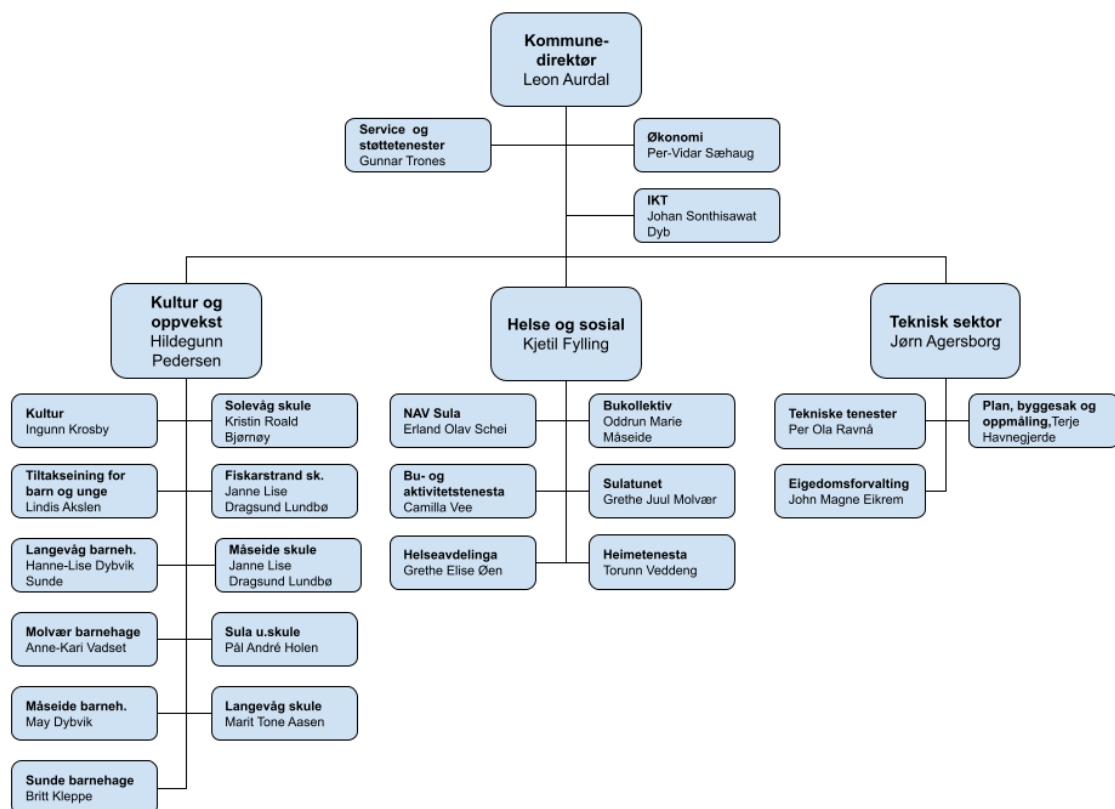 Kommune-
direktør
Leon Aurdal
Service og
støttetenester
Gunnar Trones
Økonomi
Per-Vidar Sæhaug
IKT
Johan Sonthisawat
Dyb
Kultur og
oppvekst
Hildegunn
Pedersen
Helse og sosial
Kjetil Fylling
Teknisk sektor
Jørn Agersborg
Kultur
Ingunn Krosby
Solevåg skule
Kristin Roald
Bjørnøy
Tiltakseining for
barn og unge
Lindis Akslen
Fiskarstrand sk.
Janne Lise
Dragsund Lundbø
Langevåg barneh.
Hanne-Lise Dybvik
Sunde
Måseide skule
Janne Lise
Dragsund Lundbø
Molvær barnehage
Anne-Kari Vadset
Sula u.skule
Pål André Holen
Måseide barneh.
May Dybvik
Langevåg skule
Marit Tone Aasen
Sunde barnehage
Britt Kleppe
NAV Sula
Erland Olav Schei
Bukollektiv
Oddrun Marie
Måseide
Bu- og
aktivitetstenesta
Camilla Vee
Sulatunet
Grethe Juul Molvær
Helseavdelinga
Grethe Elise Øen
Heimetenesta
Torunn Veddeng
Tekniske tenester
Per Ola Ravnå
Plan, byggesak og
oppmåling,Terje
Havnegjerde
Eigedomsforvalting
John Magne Eikrem